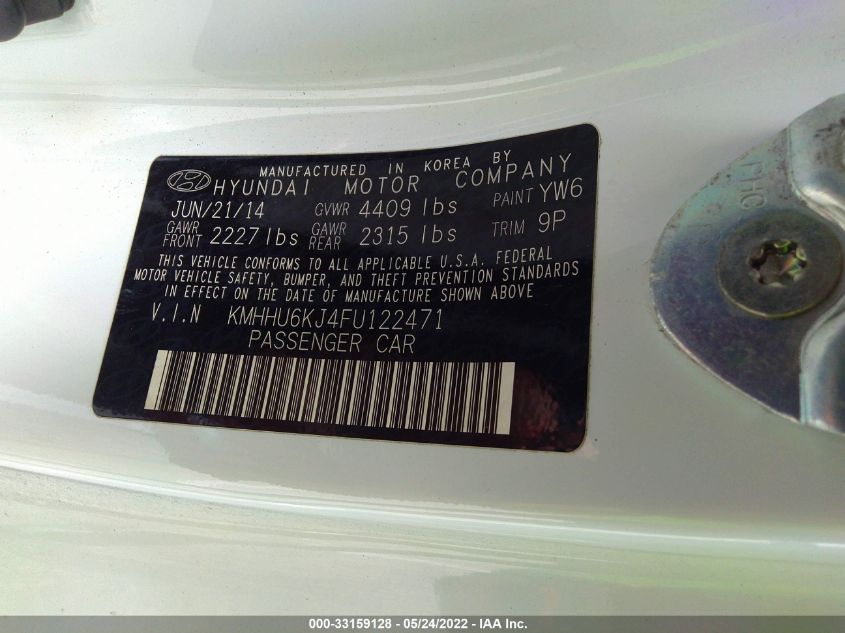 MANUFACTURED IN KOREA BY
HYUNDAI MOTOR COMPANY
JUN/21/14 GVWR 4409 lbs PAINT YW6
GAWR FRONT 2227 lbs GAWR REAR 2315 lbs TRIM 9P
THIS VEHICLE CONFORMS TO ALL APPLICABLE U.S.A. FEDERAL
MOTOR VEHICLE SAFETY, BUMPER, AND THEFT PREVENTION STANDARDS
IN EFFECT ON THE DATE OF MANUFACTURE SHOWN ABOVE
V.I.N KMHHU6KJ4FU122471
PASSENGER CAR
PHC
000-33159128 - 05/24/2022 - IAA Inc.